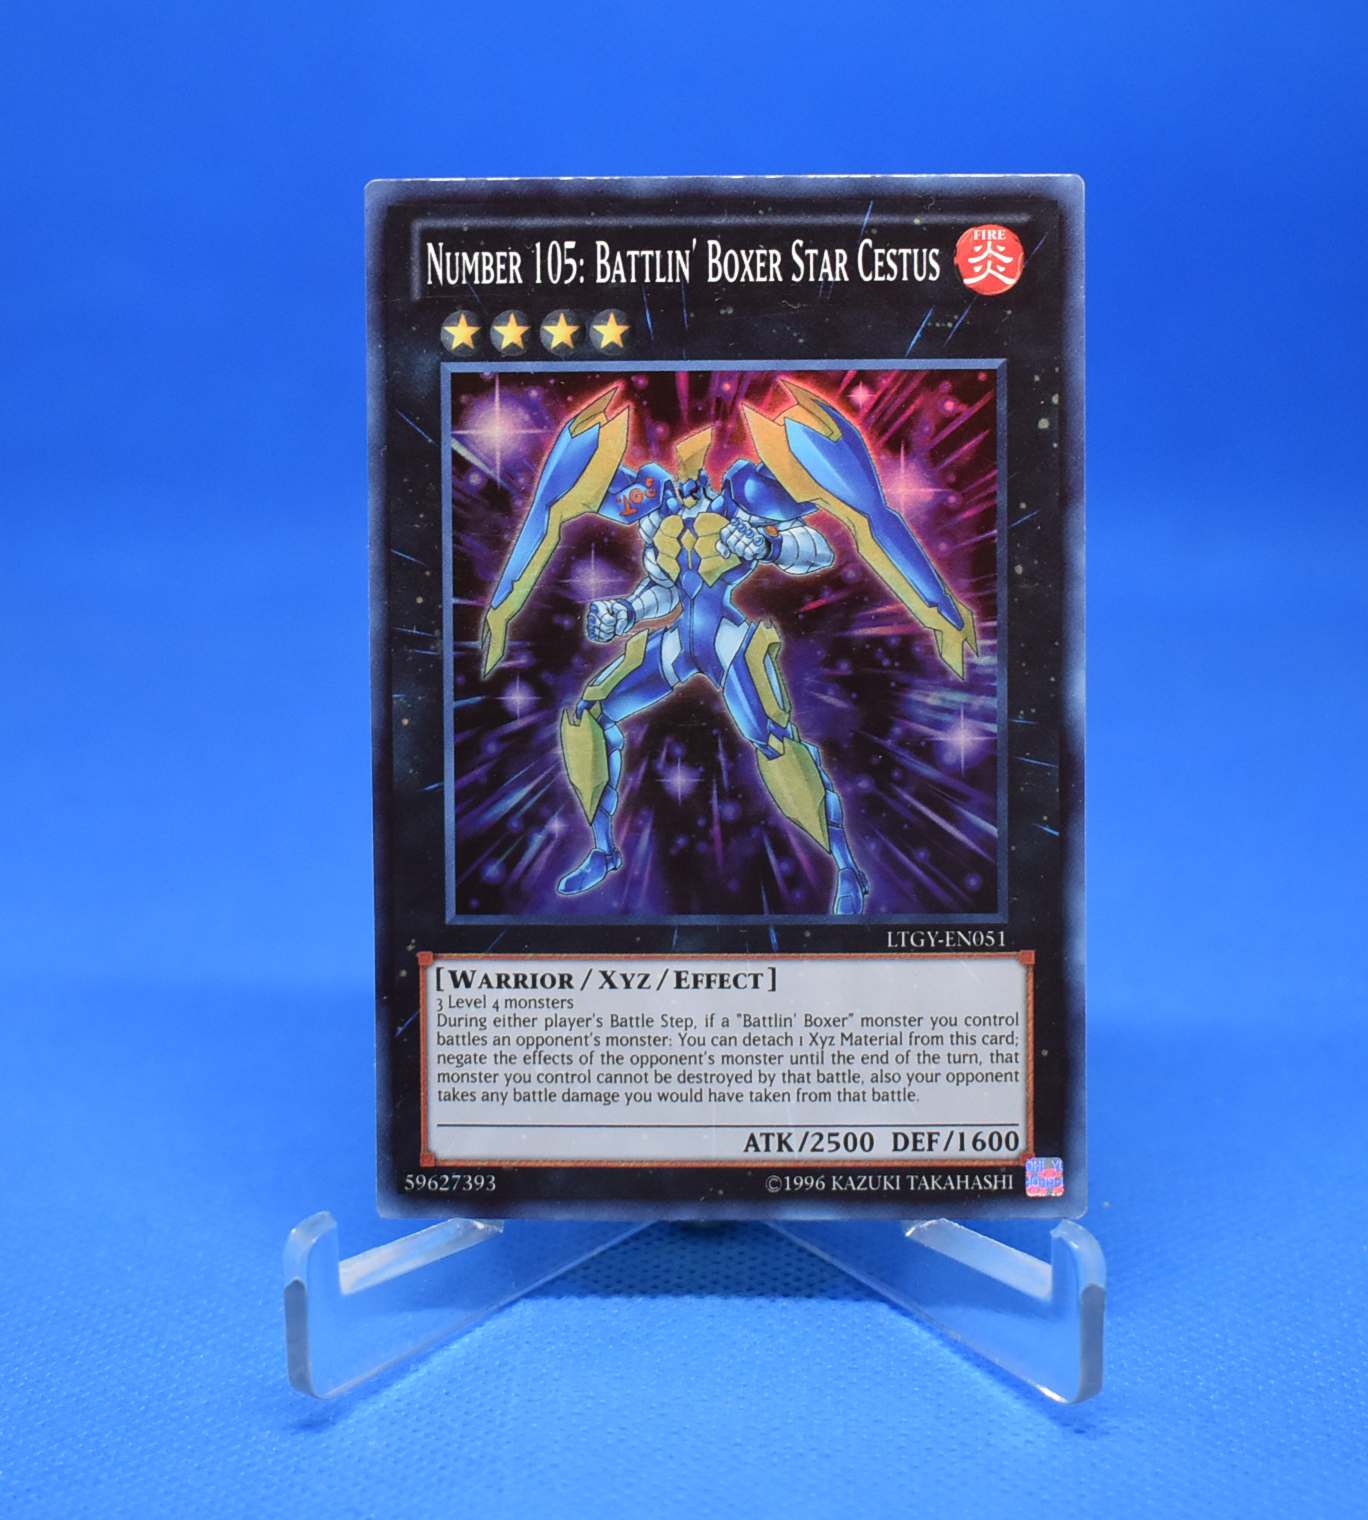 NUMBER 105: BATTLIN' BOXER STAR CESTUS
FIRE
炎
105
LTGY-EN051
[WARRIOR/XYZ/EFFECT]
3 Level 4 monsters
During either player's Battle Step, if a "Battlin' Boxer" monster you control
battles an opponent's monster: You can detach 1 Xyz Material from this card;
negate the effects of the opponent's monster until the end of the turn, that
monster you control cannot be destroyed by that battle, also your opponent
takes any battle damage you would have taken from that battle.
ATK/2500 DEF/1600
59627393
©1996 KAZUKI TAKAHASHI